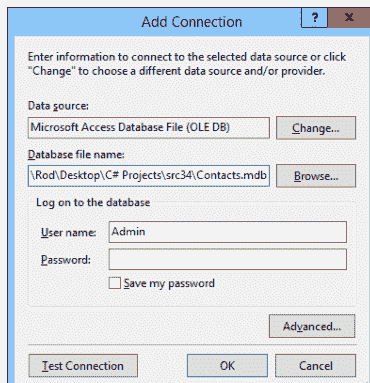 Add Connection
?
x
Enter information to connect to the selected data source or click
"Change" to choose a different data source and/or provider.
Data source:
Microsoft Access Database File (OLE DB)
Change...
Database file name:
\Rod\Desktop\C# Projects\src34\Contacts.mdb
Browse...
Log on to the database
User name:
Admin
Password:
Save my password
Advanced...
Test Connection
OK
Cancel